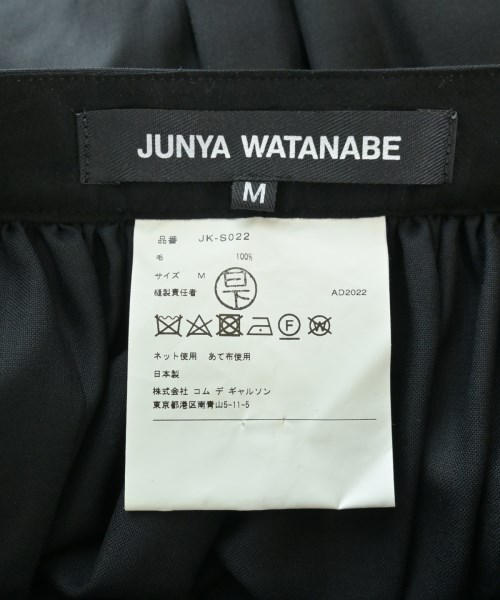 JUNYA WATANABE
M
品番 JK-S022
毛 100%
サイズ M
縫製責任者 日下 AD2022
F W
ネット使用 あて布使用
日本製
株式会社 コム デ ギャルソン
東京都港区南青山5-11-5